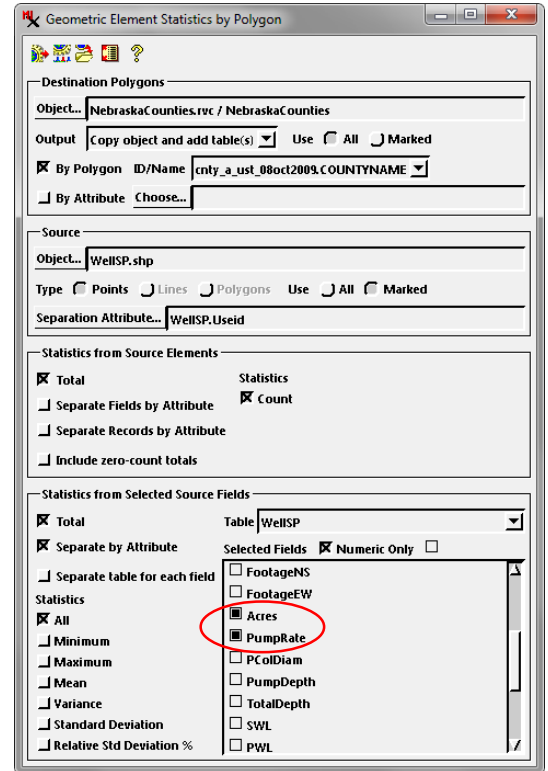 Geometric Element Statistics by Polygon
?
Destination Polygons
Object... NebraskaCounties.rvc / NebraskaCounties
Output Copy object and add table(s) Use All Marked
By Polygon ID/Name cnty_a_ust_08oct2009.COUNTYNAME
By Attribute Choose...
Source
Object... WellSP.shp
Type Points Lines Polygons Use All Marked
Separation Attribute... WellSP.Useid
Statistics from Source Elements
Total Statistics
Separate Fields by Attribute Count
Separate Records by Attribute
Include zero-count totals
Statistics from Selected Source Fields
Total Table WellSP
Separate by Attribute Selected Fields Numeric Only
Separate table for each field FootageNS
Statistics FootageEW
All Acres
Minimum PumpRate
Maximum PColDiam
Mean PumpDepth
Variance TotalDepth
Standard Deviation SWL
Relative Std Deviation % PWL